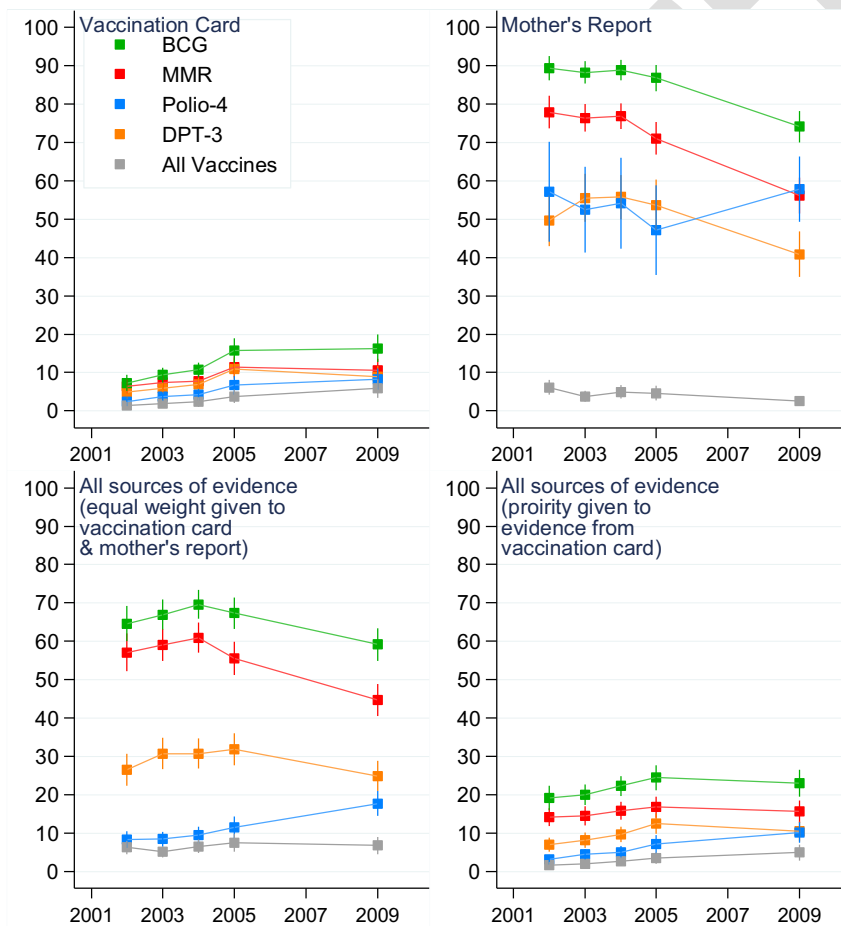 Vaccination Card
BCG
MMR
Polio-4
DPT-3
All Vaccines
100
90
80
70
60
50
40
30
20
10
0
2001 2003 2005 2007 2009
Mother's Report
100
90
80
70
60
50
40
30
20
10
0
2001 2003 2005 2007 2009
All sources of evidence
(equal weight given to
vaccination card
& mother's report)
100
90
80
70
60
50
40
30
20
10
0
2001 2003 2005 2007 2009
All sources of evidence
(proirity given to
evidence from
vaccination card)
100
90
80
70
60
50
40
30
20
10
0
2001 2003 2005 2007 2009